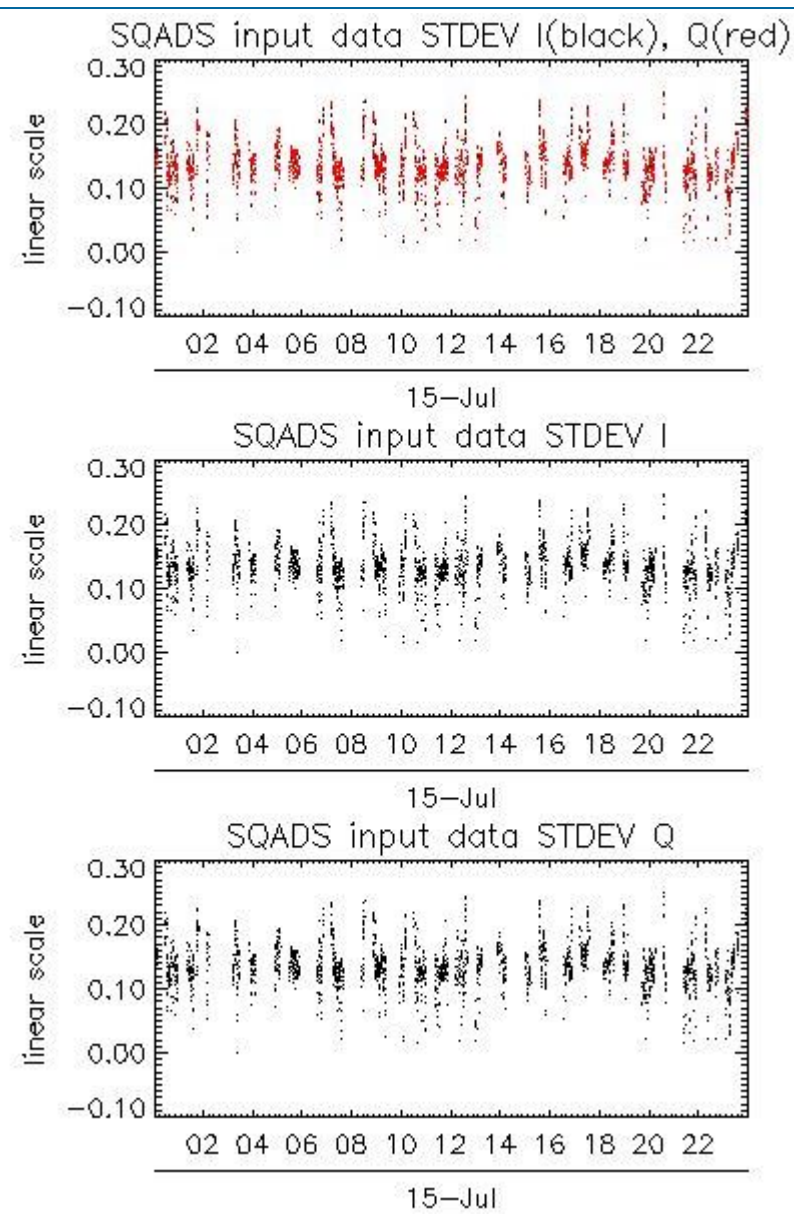 SQADS input data STDEV I(black), Q(red)
0.30
0.20
0.10
0.00
−0.10
linear scale
02 04 06 08 10 12 14 16 18 20 22
15−Jul
SQADS input data STDEV I
0.30
0.20
0.10
0.00
−0.10
linear scale
02 04 06 08 10 12 14 16 18 20 22
15−Jul
SQADS input data STDEV Q
0.30
0.20
0.10
0.00
−0.10
linear scale
02 04 06 08 10 12 14 16 18 20 22
15−Jul